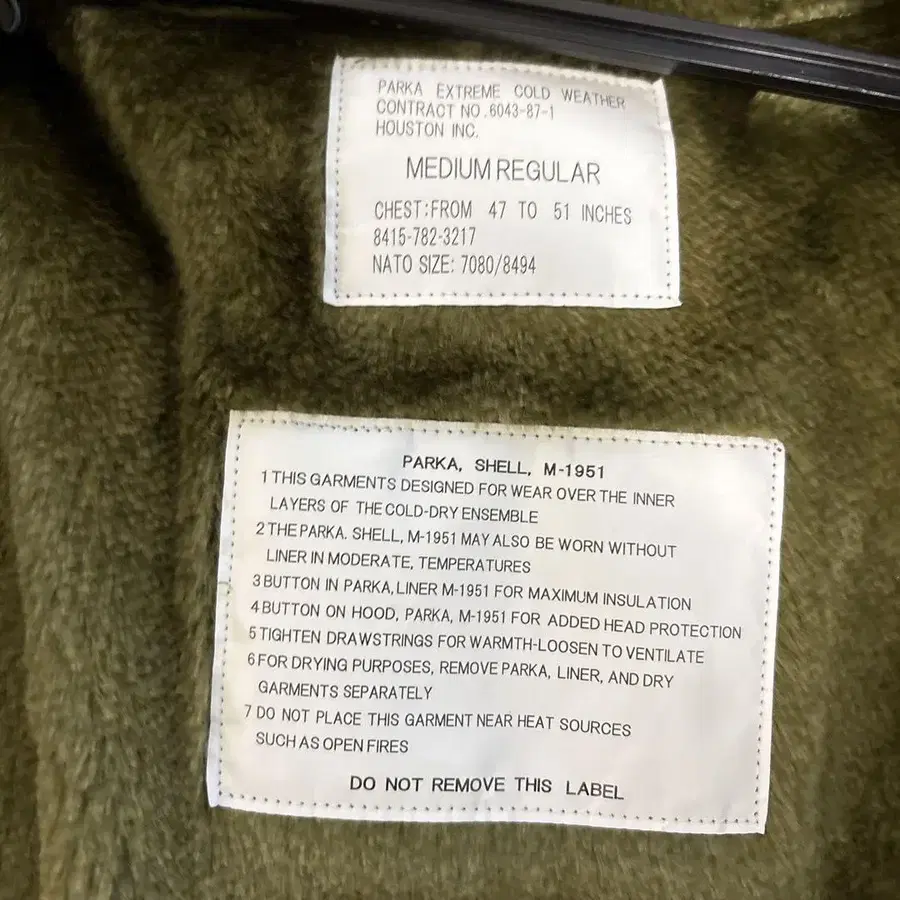 PARKA EXTREME COLD WEATHER
CONTRACT NO.6043-87-1
HOUSTON INC.
MEDIUM REGULAR
CHEST:FROM 47 TO 51 INCHES
8415-782-3217
NATO SIZE: 7080/8494
PARKA, SHELL, M-1951
1 THIS GARMENTS DESIGNED FOR WEAR OVER THE INNER
LAYERS OF THE COLD-DRY ENSEMBLE
2 THE PARKA. SHELL, M-1951 MAY ALSO BE WORN WITHOUT
LINER IN MODERATE, TEMPERATURES
3 BUTTON IN PARKA, LINER M-1951 FOR MAXIMUM INSULATION
4 BUTTON ON HOOD, PARKA, M-1951 FOR ADDED HEAD PROTECTION
5 TIGHTEN DRAWSTRINGS FOR WARMTH-LOOSEN TO VENTILATE
6 FOR DRYING PURPOSES, REMOVE PARKA, LINER, AND DRY
GARMENTS SEPARATELY
7 DO NOT PLACE THIS GARMENT NEAR HEAT SOURCES
SUCH AS OPEN FIRES
DO NOT REMOVE THIS LABEL